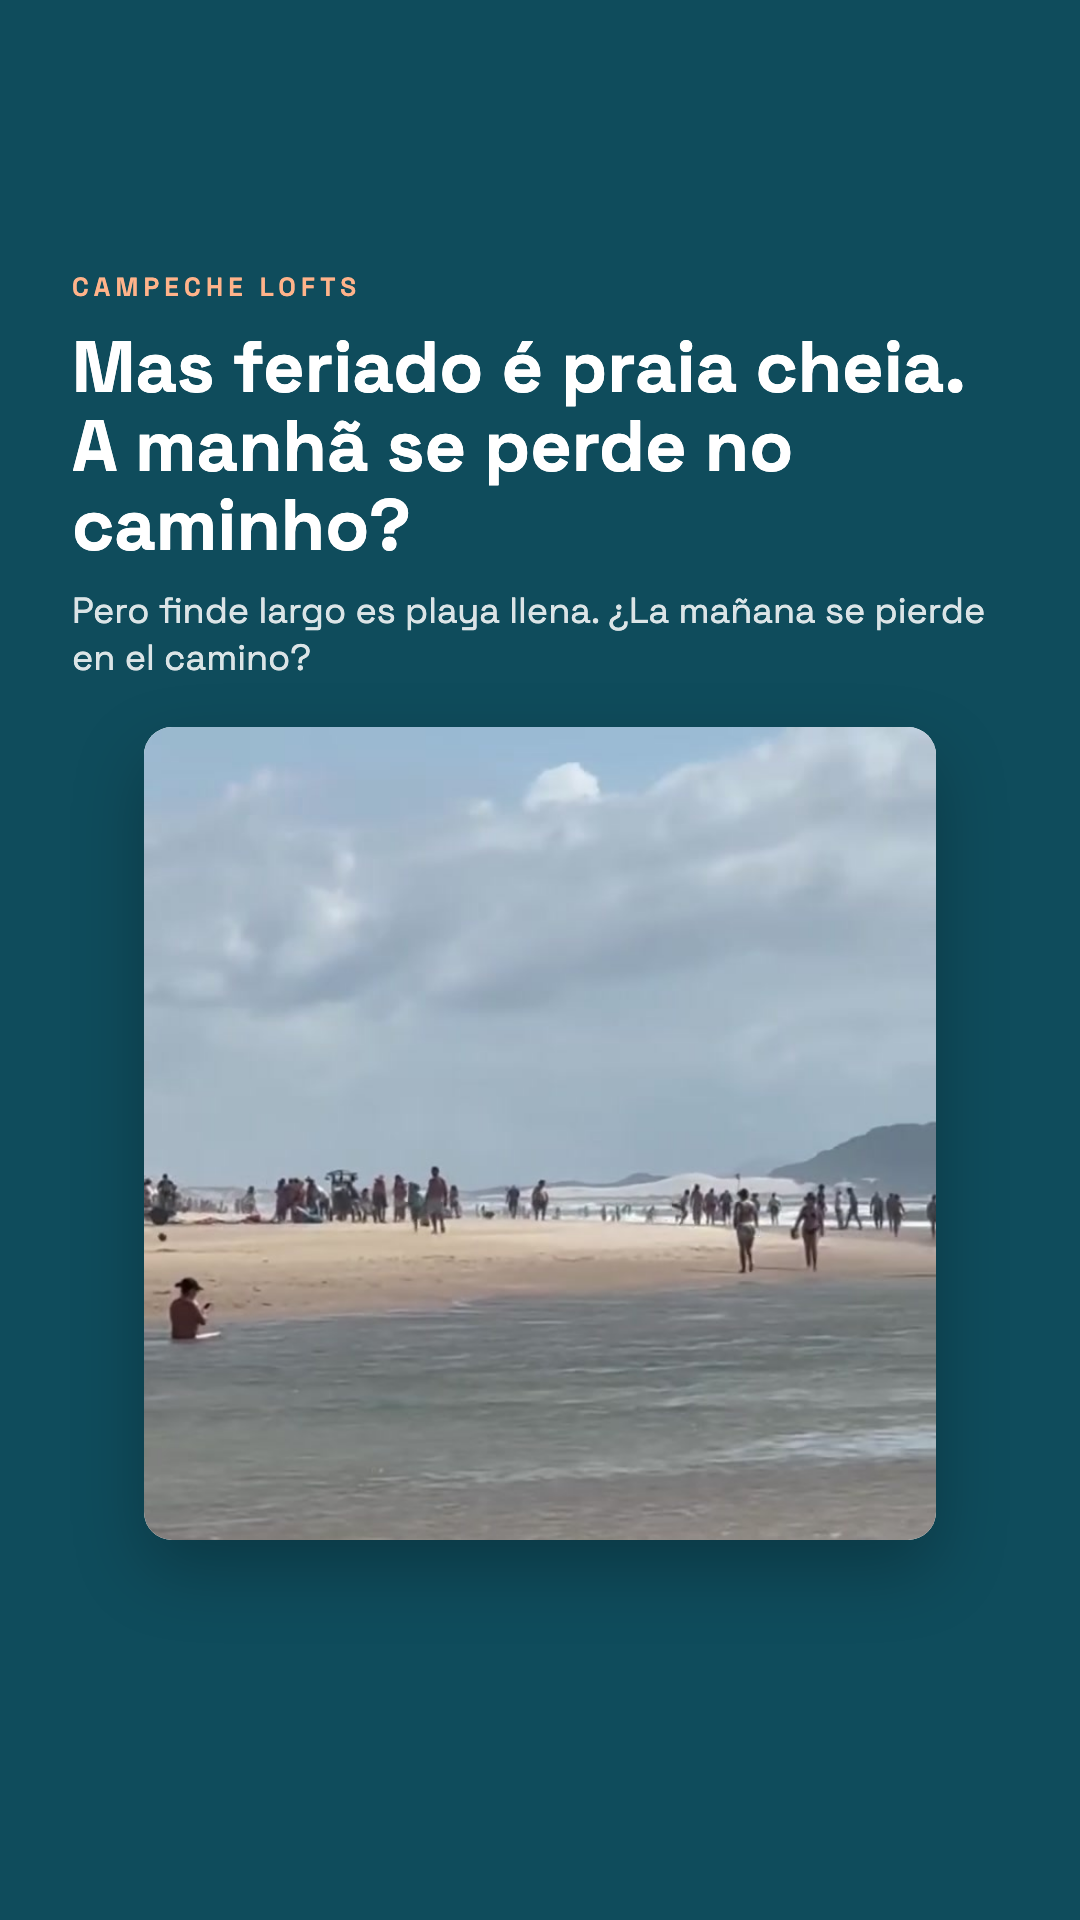 CAMPECHE LOFTS
Mas feriado é praia cheia.
A manhã se perde no
caminho?
Pero finde largo es playa llena. ¿La mañana se pierde
en el camino?